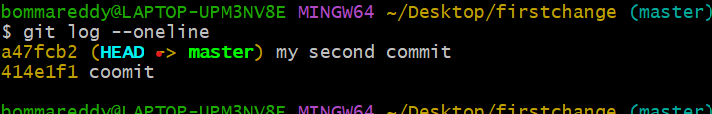 bommareddy@LAPTOP-UPM3NV8E MINGW64 ~/Desktop/firstchange (master)
$ git log --oneline
a47fcb2 (HEAD -> master) my second commit
414e1f1 coomit
bommareddy@LAPTOP-UPM3NV8E MINGW64 ~/Desktop/firstchange (master)